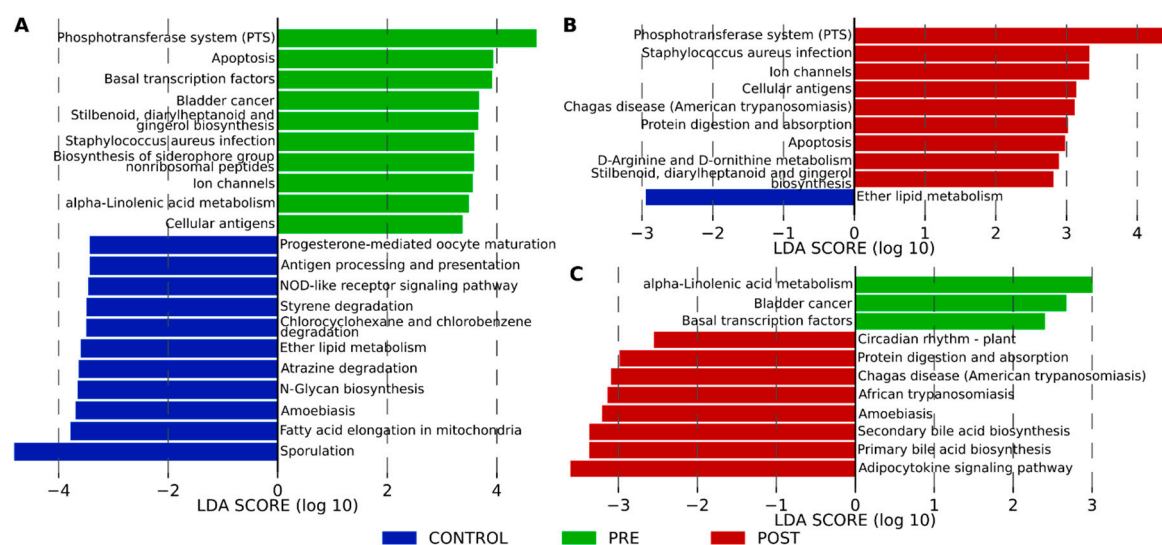 A
Phosphotransferase system (PTS)
Apoptosis
Basal transcription factors
Bladder cancer
Stilbenoid, diarylheptanoid and
gingerol biosynthesis
Staphylococcus aureus infection
Biosynthesis of siderophore group
nonribosomal peptides
Ion channels
alpha-Linolenic acid metabolism
Cellular antigens
Progesterone-mediated oocyte maturation
Antigen processing and presentation
NOD-like receptor signaling pathway
Styrene degradation
Chlorocyclohexane and chlorobenzene
degradation
Ether lipid metabolism
Atrazine degradation
N-Glycan biosynthesis
Amoebiasis
Fatty acid elongation in mitochondria
Sporulation
−4 −2 0 2 4
LDA SCORE (log 10)
B
Phosphotransferase system (PTS)
Staphylococcus aureus infection
Ion channels
Cellular antigens
Chagas disease (American trypanosomiasis)
Protein digestion and absorption
Apoptosis
D-Arginine and D-ornithine metabolism
Stilbenoid, diarylheptanoid and gingerol
biosynthesis
Ether lipid metabolism
−3 −2 −1 0 1 2 3 4
LDA SCORE (log 10)
C
alpha-Linolenic acid metabolism
Bladder cancer
Basal transcription factors
Circadian rhythm - plant
Protein digestion and absorption
Chagas disease (American trypanosomiasis)
African trypanosomiasis
Amoebiasis
Secondary bile acid biosynthesis
Primary bile acid biosynthesis
Adipocytokine signaling pathway
−3 −2 −1 0 1 2 3
LDA SCORE (log 10)
CONTROL PRE POST